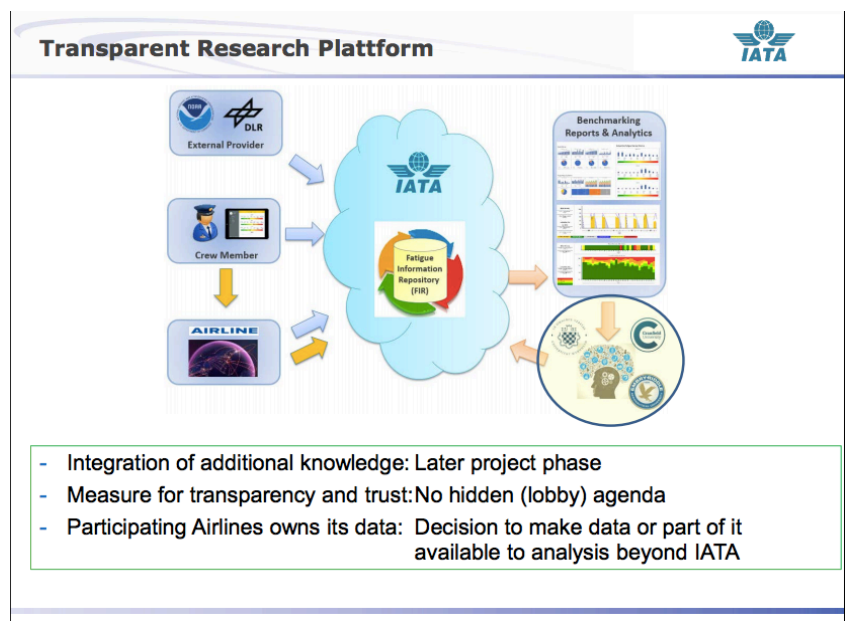 Transparent Research Plattform
IATA
NOAA
DLR
External Provider
Crew Member
AIRLINE
IATA
Fatigue
Information
Repository
(FIR)
Benchmarking
Reports & Analytics
Cranfield
- Integration of additional knowledge: Later project phase
- Measure for transparency and trust:No hidden (lobby) agenda
- Participating Airlines owns its data: Decision to make data or part of it
available to analysis beyond IATA